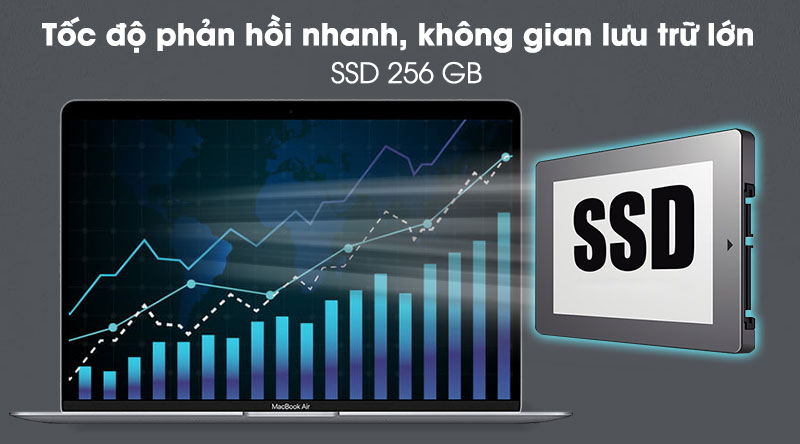 Tốc độ phản hồi nhanh, không gian lưu trữ lớn
SSD 256 GB
SSD
MacBook Air